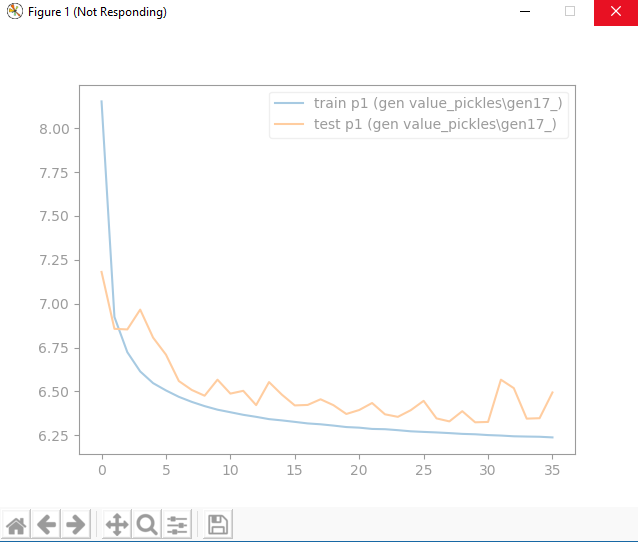 Figure 1 (Not Responding)
train p1 (gen value_pickles\gen17_)
test p1 (gen value_pickles\gen17_)
8.00
7.75
7.50
7.25
7.00
6.75
6.50
6.25
0 5 10 15 20 25 30 35